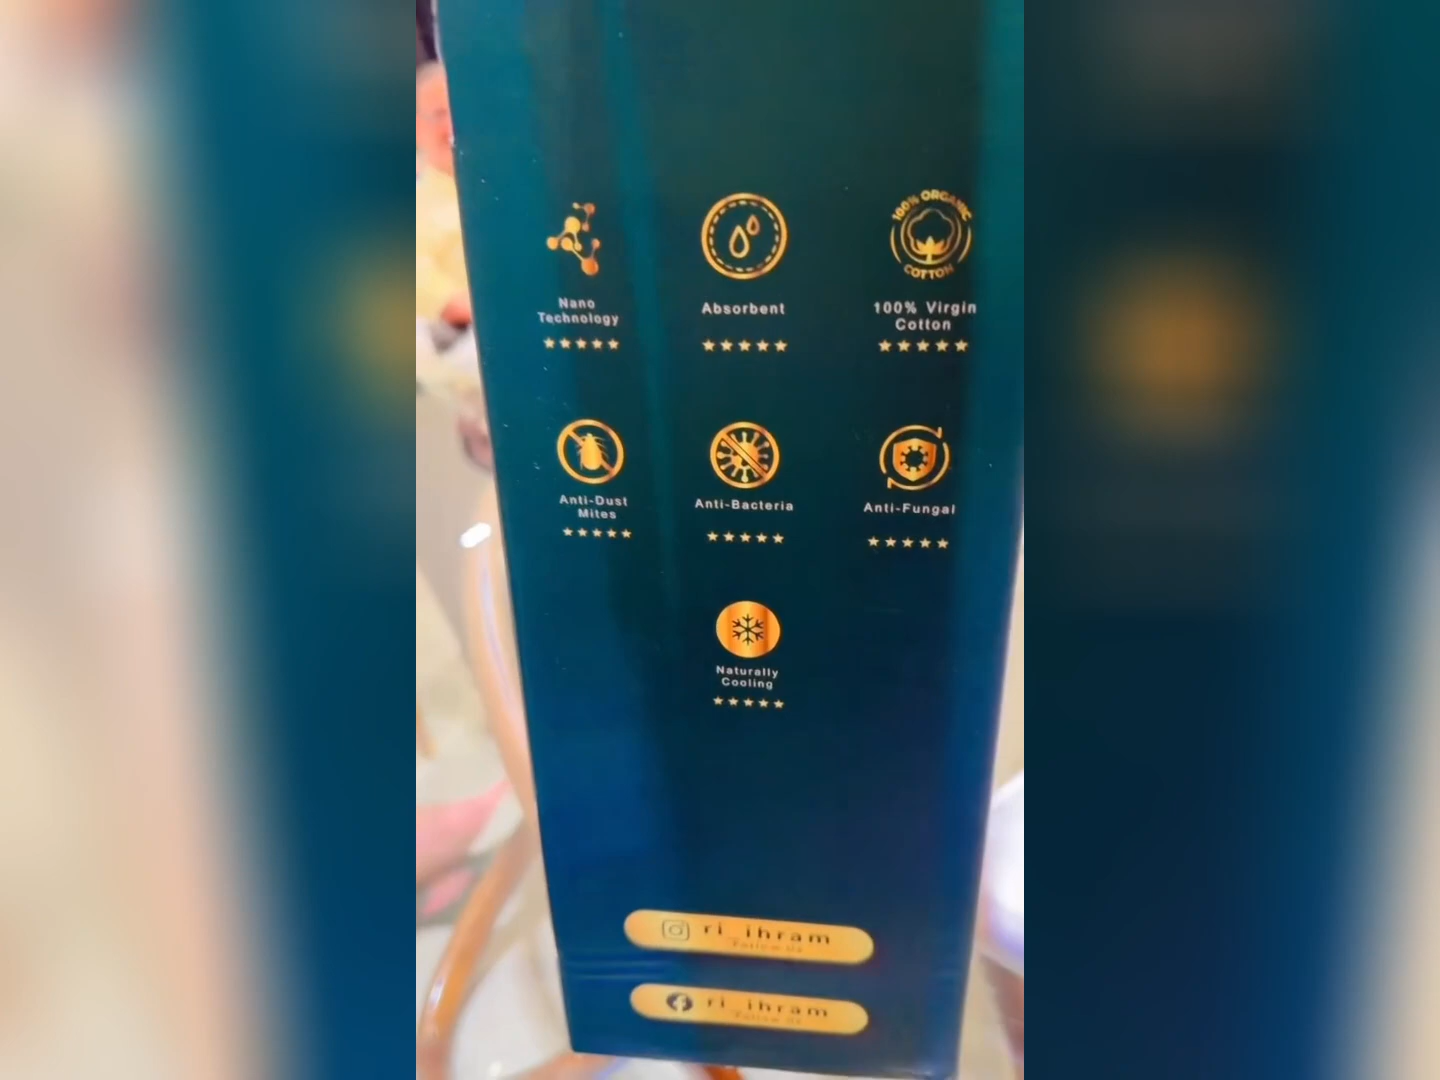 100% ORGANIC
COTTON
Nano
Technology
Absorbent
100% Virgin
Cotton
Anti-Dust
Mites
Anti-Bacteria
Anti-Fungal
Naturally
Cooling
ri_ihram
Follow Us
ri_ihram
Follow Us